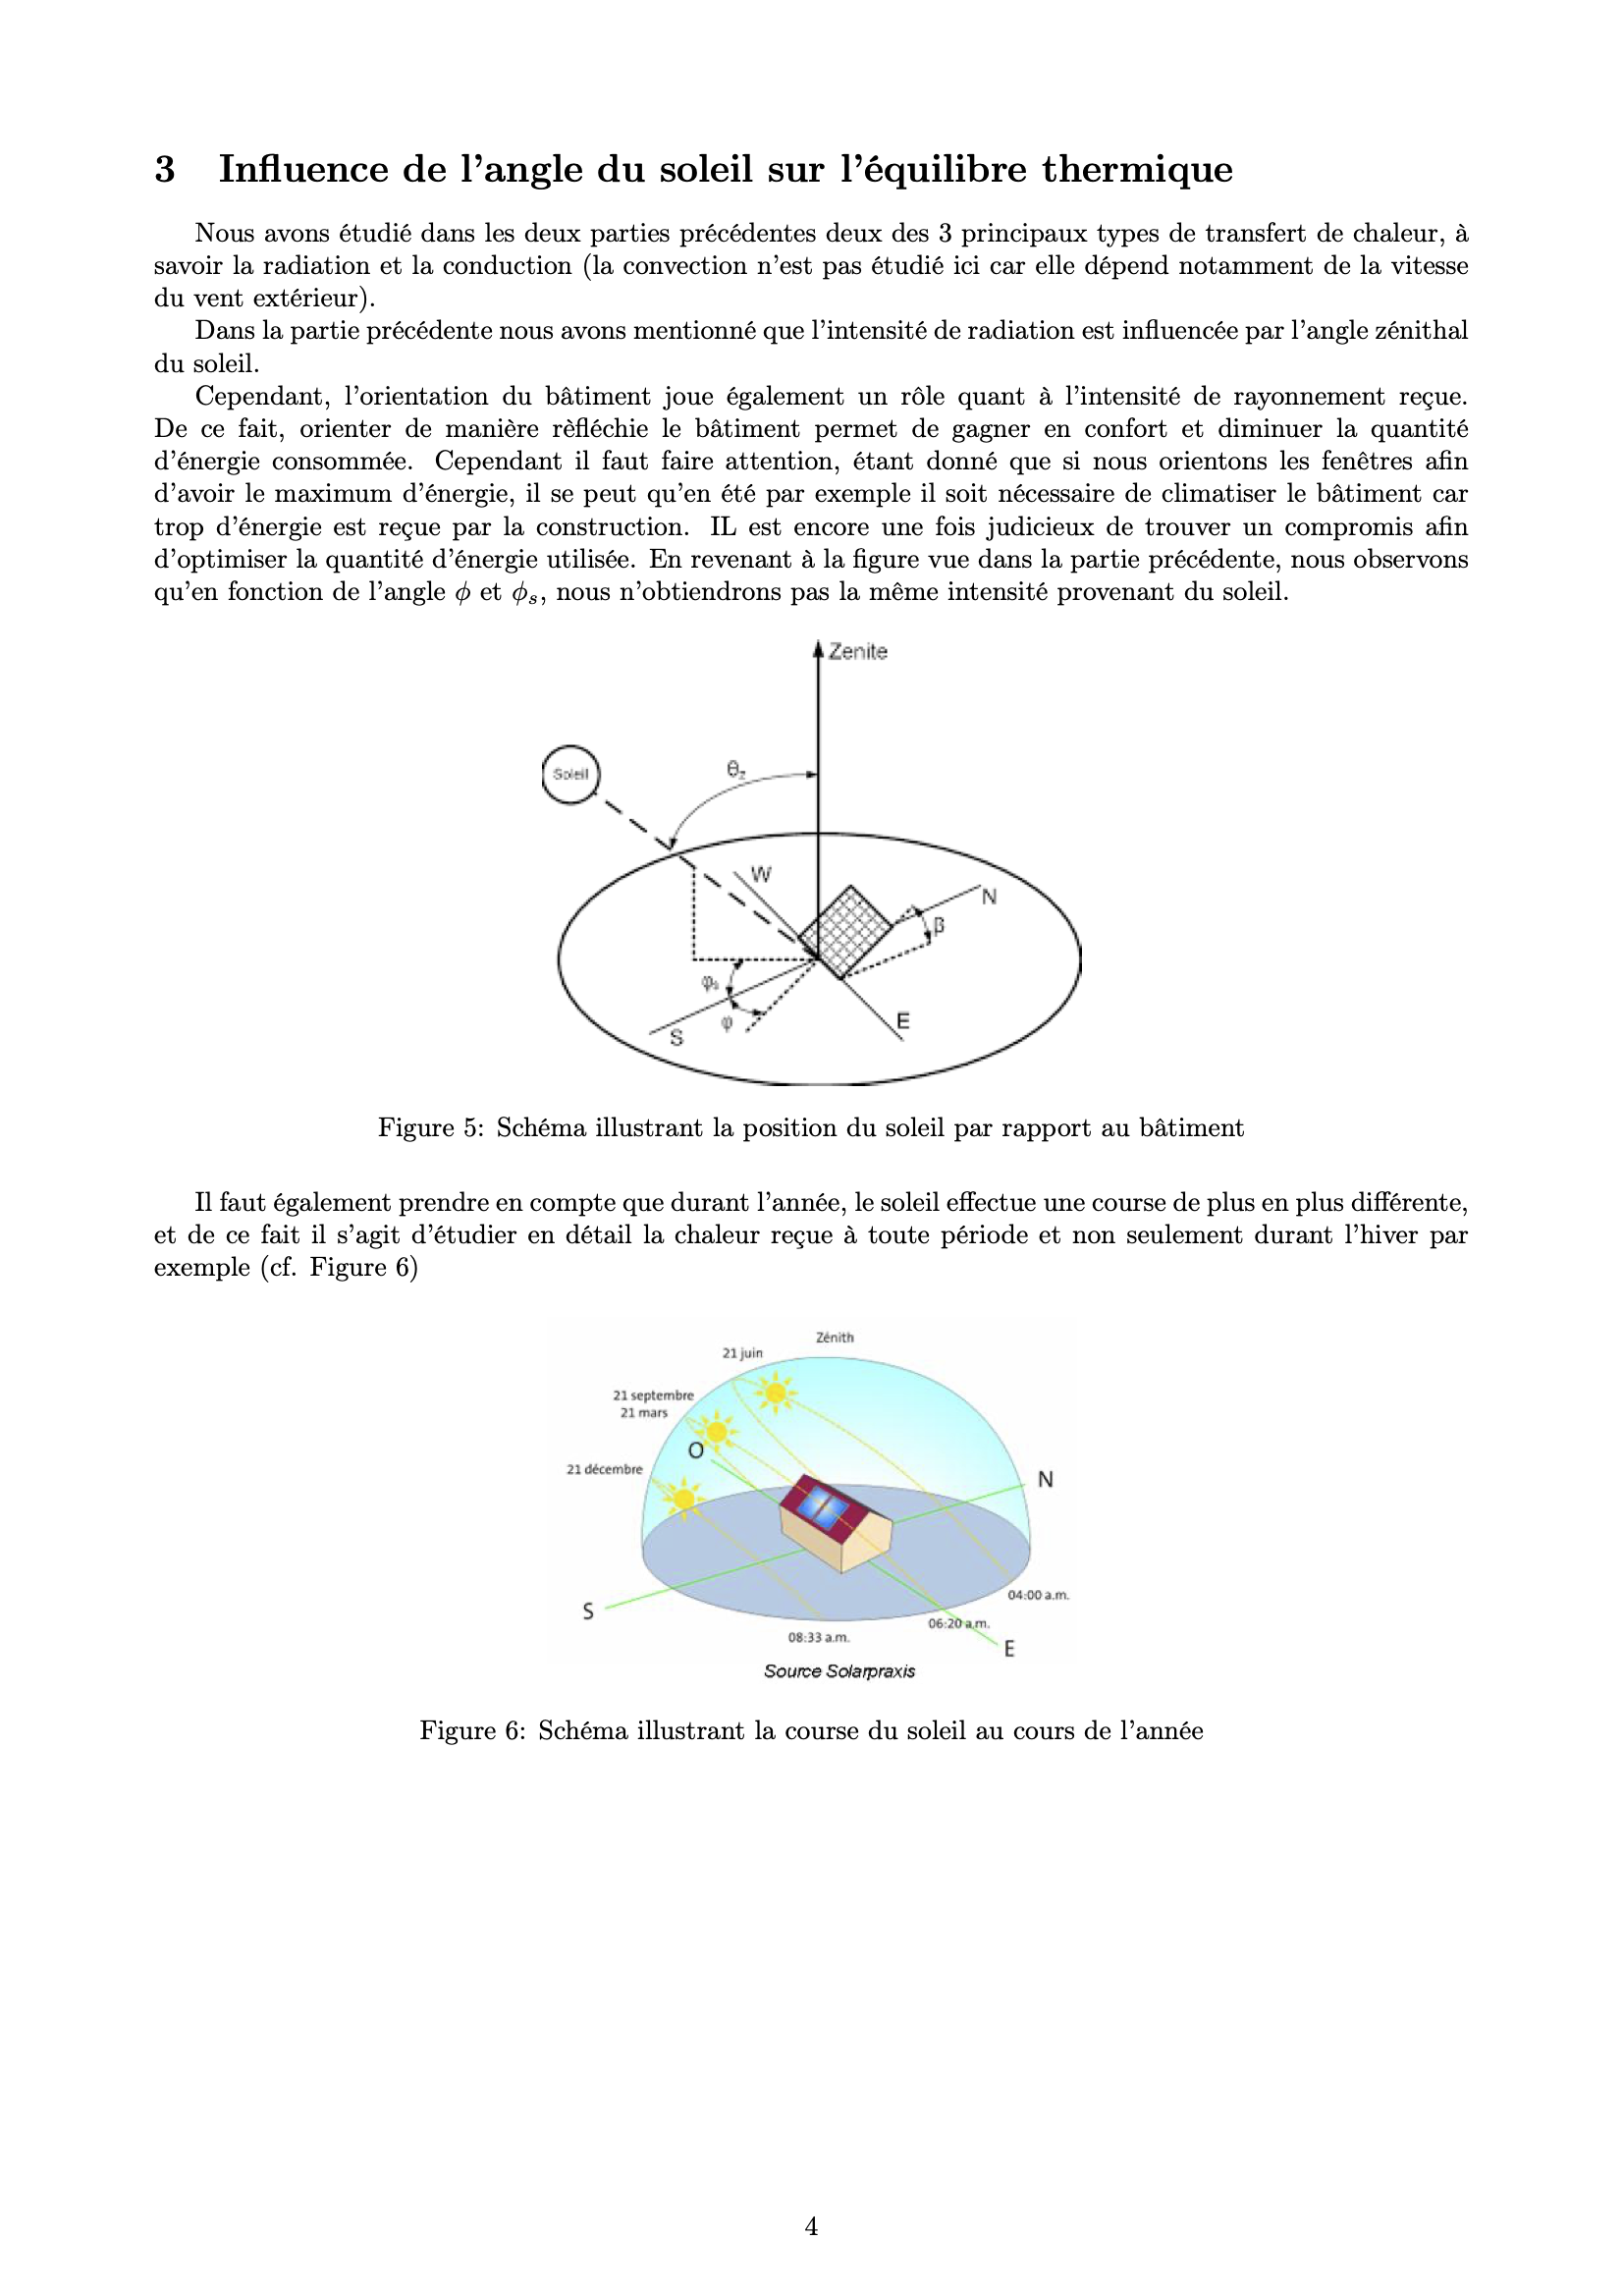 3 Influence de l'angle du soleil sur l'équilibre thermique
Nous avons étudié dans les deux parties précédentes deux des 3 principaux types de transfert de chaleur, à
savoir la radiation et la conduction (la convection n'est pas étudié ici car elle dépend notamment de la vitesse
du vent extérieur).
Dans la partie précédente nous avons mentionné que l'intensité de radiation est influencée par l'angle zénithal
du soleil.
Cependant, l'orientation du bâtiment joue également un rôle quant à l'intensité de rayonnement reçue.
De ce fait, orienter de manière rèfléchie le bâtiment permet de gagner en confort et diminuer la quantité
d'énergie consommée. Cependant il faut faire attention, étant donné que si nous orientons les fenêtres afin
d'avoir le maximum d'énergie, il se peut qu'en été par exemple il soit nécessaire de climatiser le bâtiment car
trop d'énergie est reçue par la construction. IL est encore une fois judicieux de trouver un compromis afin
d'optimiser la quantité d'énergie utilisée. En revenant à la figure vue dans la partie précédente, nous observons
qu'en fonction de l'angle ϕ et ϕs, nous n'obtiendrons pas la même intensité provenant du soleil.
Zenite
Soleil
θz
W
N
β
φs
φ
S
E
Figure 5: Schéma illustrant la position du soleil par rapport au bâtiment
Il faut également prendre en compte que durant l'année, le soleil effectue une course de plus en plus différente,
et de ce fait il s'agit d'étudier en détail la chaleur reçue à toute période et non seulement durant l'hiver par
exemple (cf. Figure 6)
Zénith
21 juin
21 septembre
21 mars
O
21 décembre
N
04:00 a.m.
S
06:20 a.m.
08:33 a.m.
E
Source Solarpraxis
Figure 6: Schéma illustrant la course du soleil au cours de l'année
4